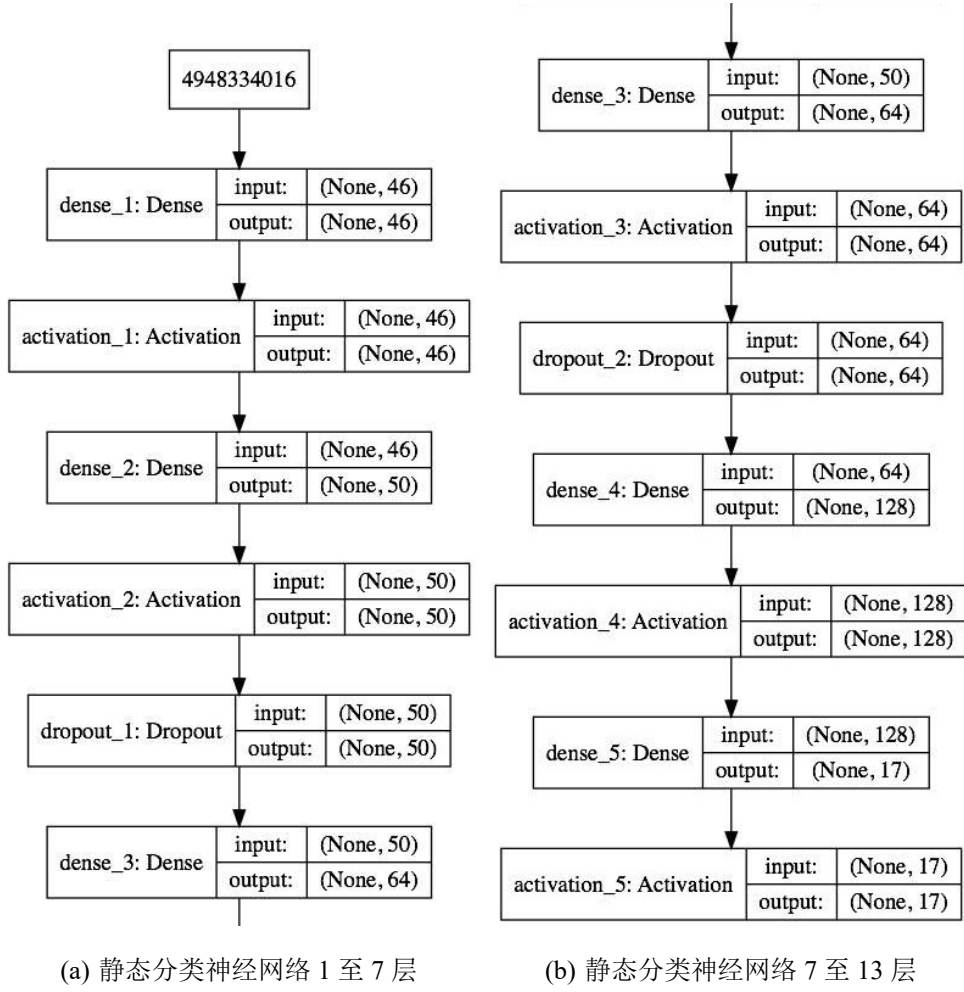 4948334016
dense_1: Dense
input: (None, 46)
output: (None, 46)
activation_1: Activation
input: (None, 46)
output: (None, 46)
dense_2: Dense
input: (None, 46)
output: (None, 50)
activation_2: Activation
input: (None, 50)
output: (None, 50)
dropout_1: Dropout
input: (None, 50)
output: (None, 50)
dense_3: Dense
input: (None, 50)
output: (None, 64)
(a) 静态分类神经网络 1 至 7 层
dense_3: Dense
input: (None, 50)
output: (None, 64)
activation_3: Activation
input: (None, 64)
output: (None, 64)
dropout_2: Dropout
input: (None, 64)
output: (None, 64)
dense_4: Dense
input: (None, 64)
output: (None, 128)
activation_4: Activation
input: (None, 128)
output: (None, 128)
dense_5: Dense
input: (None, 128)
output: (None, 17)
activation_5: Activation
input: (None, 17)
output: (None, 17)
(b) 静态分类神经网络 7 至 13 层